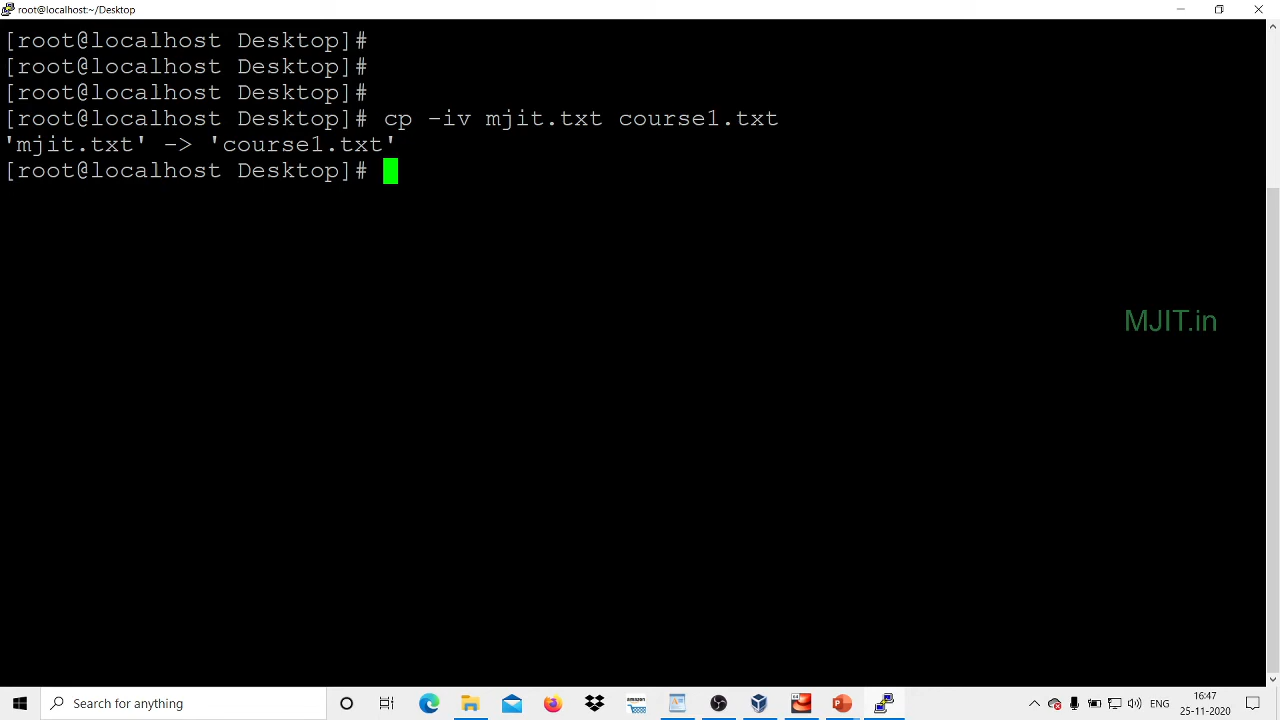 root@localhost:~/Desktop
[root@localhost Desktop]#
[root@localhost Desktop]#
[root@localhost Desktop]#
[root@localhost Desktop]# cp -iv mjit.txt course1.txt
'mjit.txt' -> 'course1.txt'
[root@localhost Desktop]#
MJIT.in
Search for anything
amazon
ENG
16:47
25-11-2020